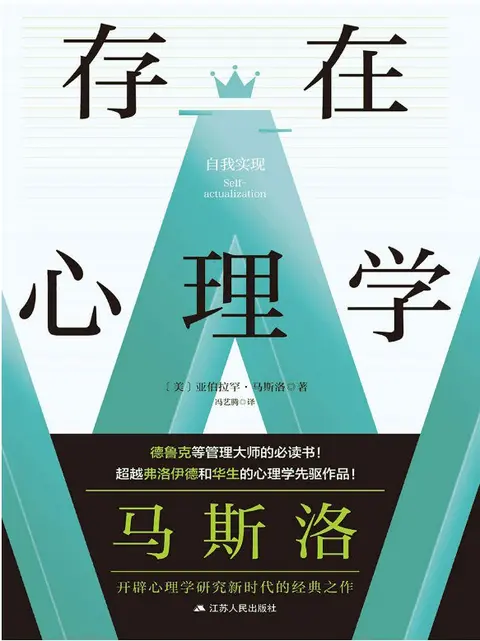 存在
自我实现
Self-
actualization
心理学
〔美〕亚伯拉罕·马斯洛◎著
冯艺腾◎译
德鲁克等管理大师的必读书！
超越弗洛伊德和华生的心理学先驱作品！
马斯洛
开辟心理学研究新时代的经典之作
江苏人民出版社